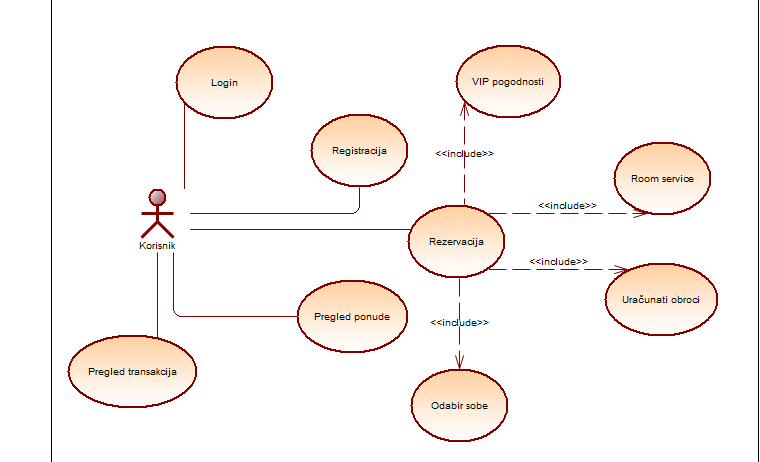 Login
VIP pogodnosti
Registracija
<<include>>
Room service
<<include>>
Korisnik
Rezervacija
<<include>>
Uračunati obroci
Pregled ponude
<<include>>
Pregled transakcija
Odabir sobe